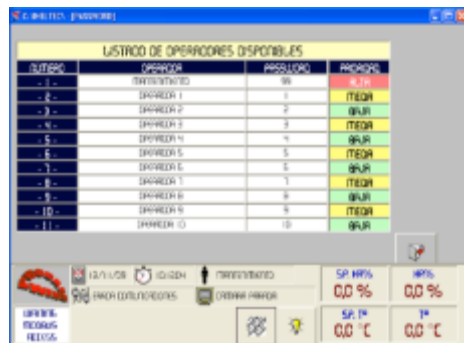 [PASSWORD]
LISTADO DE OPERADORES DISPONIBLES
NUMERO OPERADOR PASSWORD PRIORIDAD
- 1 - MANTENIMIENTO 99 ALTA
- 2 - OPERADOR 1 1 MEDIA
- 3 - OPERADOR 2 2 BAJA
- 4 - OPERADOR 3 3 MEDIA
- 5 - OPERADOR 4 4 BAJA
- 6 - OPERADOR 5 5 MEDIA
- 7 - OPERADOR 6 6 BAJA
- 8 - OPERADOR 7 7 MEDIA
- 9 - OPERADOR 8 8 BAJA
- 10 - OPERADOR 9 9 MEDIA
- 11 - OPERADOR 10 10 BAJA
MANTENIMIENTO
ERROR COMUNICACIONES
CAMARA PARADA
S.P. HR% HR%
0,0 % 0,0 %
S.P. Tª Tª
0,0 °C 0,0 °C
MODBUS